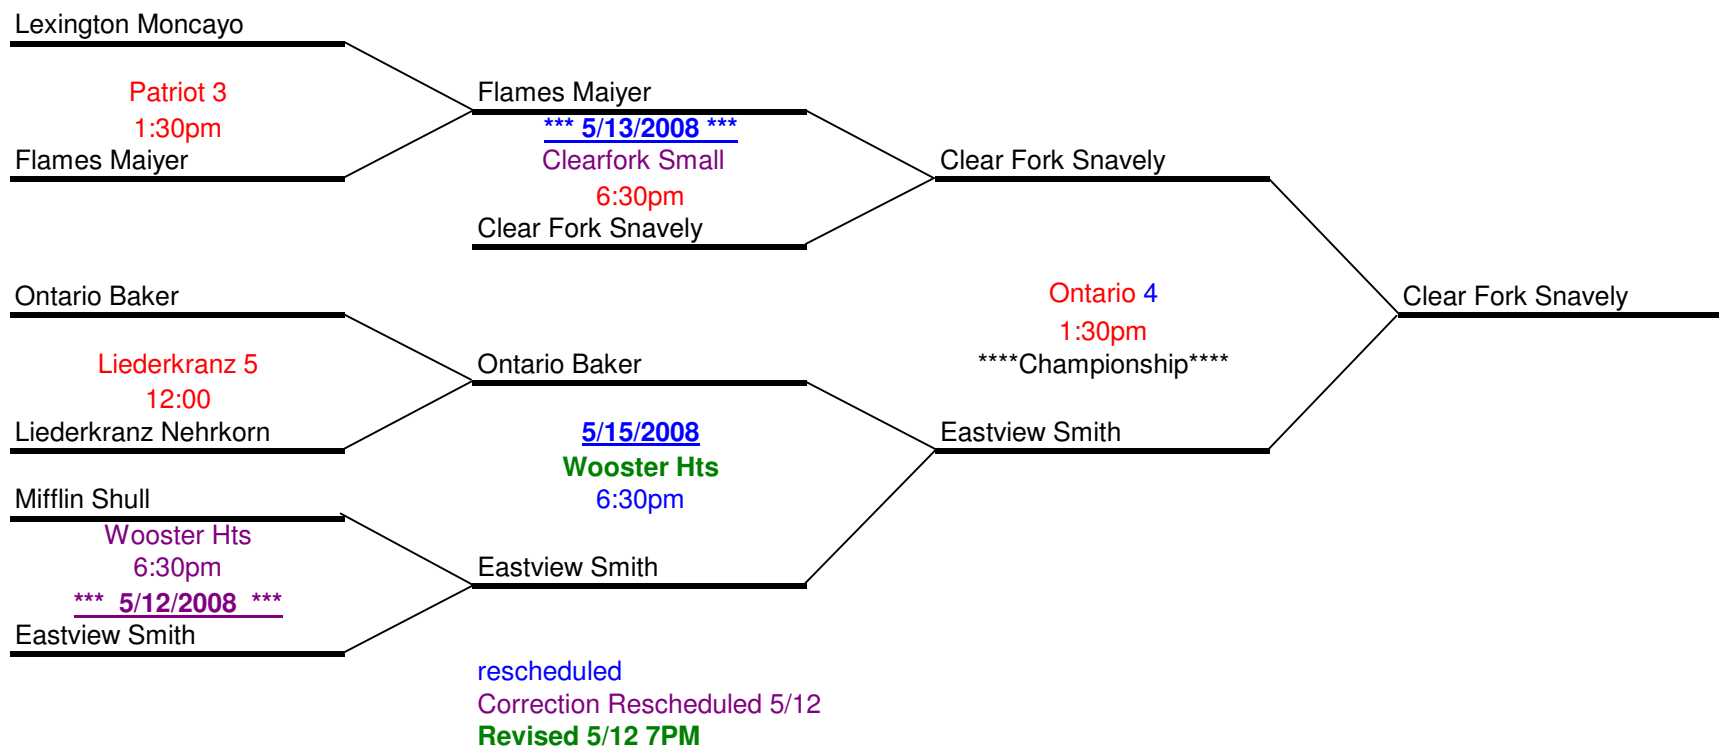 Lexington Moncayo
Patriot 3
1:30pm
Flames Maiyer
Flames Maiyer
*** 5/13/2008 ***
Clearfork Small
6:30pm
Clear Fork Snavely
Clear Fork Snavely
Ontario Baker
Liederkranz 5
12:00
Liederkranz Nehrkorn
Ontario Baker
5/15/2008
Wooster Hts
6:30pm
Mifflin Shull
Wooster Hts
6:30pm
*** 5/12/2008 ***
Eastview Smith
Eastview Smith
Eastview Smith
Ontario 4
1:30pm
****Championship****
Clear Fork Snavely
rescheduled
Correction Rescheduled 5/12
Revised 5/12 7PM